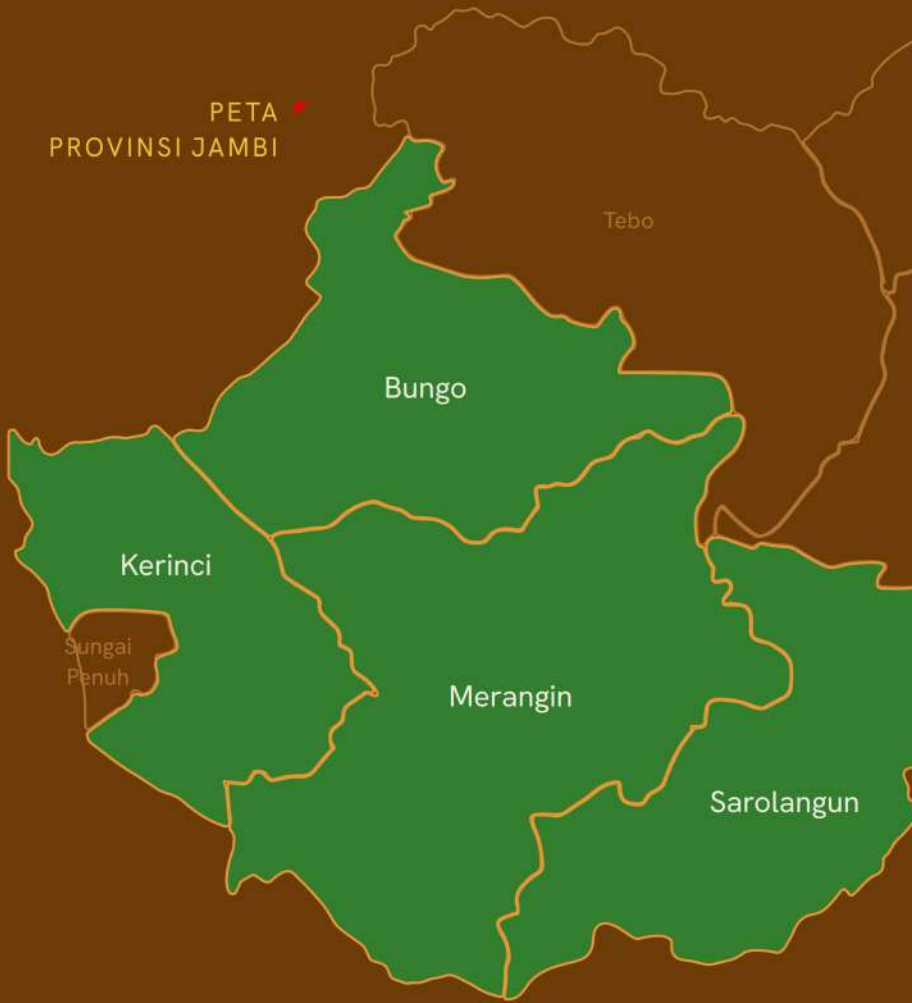 PETA
PROVINSI JAMBI
Tebo
Bungo
Kerinci
Sungai
Penuh
Merangin
Sarolangun